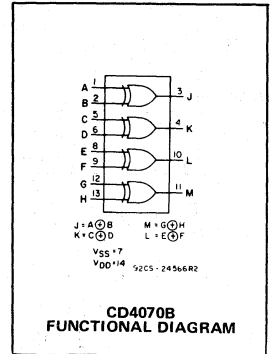 A 1
B 2
3 J
C 5
D 6
4 K
E 8
F 9
10 L
G 12
H 13
11 M
J = A ⊕ B M = G ⊕ H
K = C ⊕ D L = E ⊕ F
VSS = 7
VDD = 14
92CS-24566R2
CD4070B
FUNCTIONAL DIAGRAM